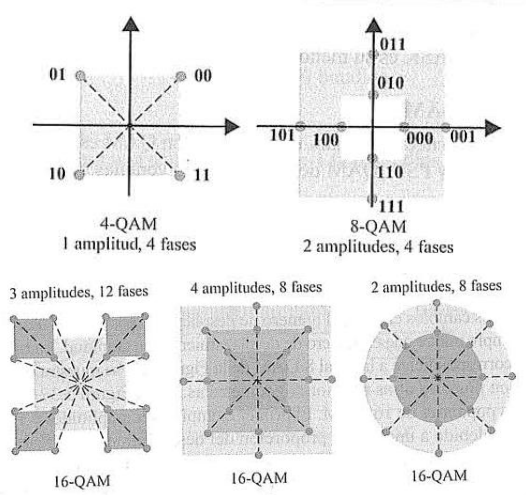 011
01
00
010
101
100
000
001
10
11
110
111
4-QAM
1 amplitud, 4 fases
8-QAM
2 amplitudes, 4 fases
3 amplitudes, 12 fases
4 amplitudes, 8 fases
2 amplitudes, 8 fases
16-QAM
16-QAM
16-QAM